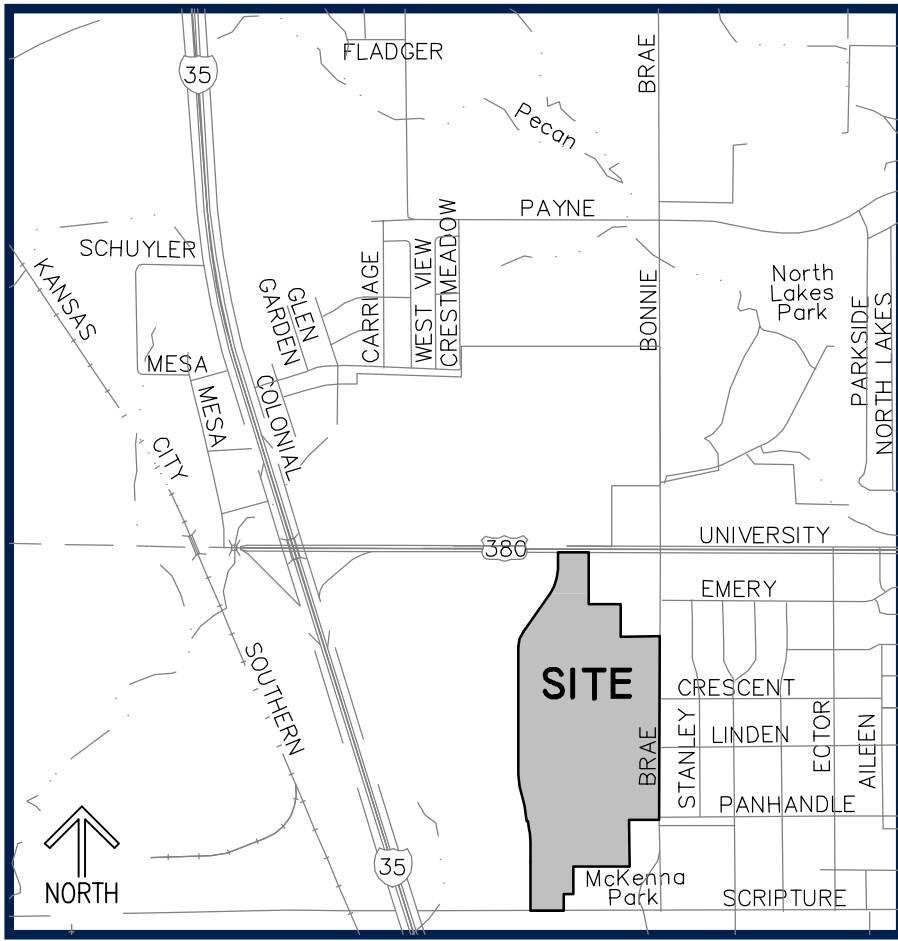 FLADGER
BRAE
35
Pecan
PAYNE
SCHUYLER
KANSAS
GLEN
GARDEN
CARRIAGE
WEST VIEW
CRESTMEADOW
BONNIE
North
Lakes
Park
PARKSIDE
NORTH LAKES
MESA
MESA
COLONIAL
CITY
380
UNIVERSITY
EMERY
SOUTHERN
SITE
CRESCENT
BRAE
STANLEY
LINDEN
ECTOR
AILEEN
PANHANDLE
35
McKenna
Park
SCRIPTURE
NORTH